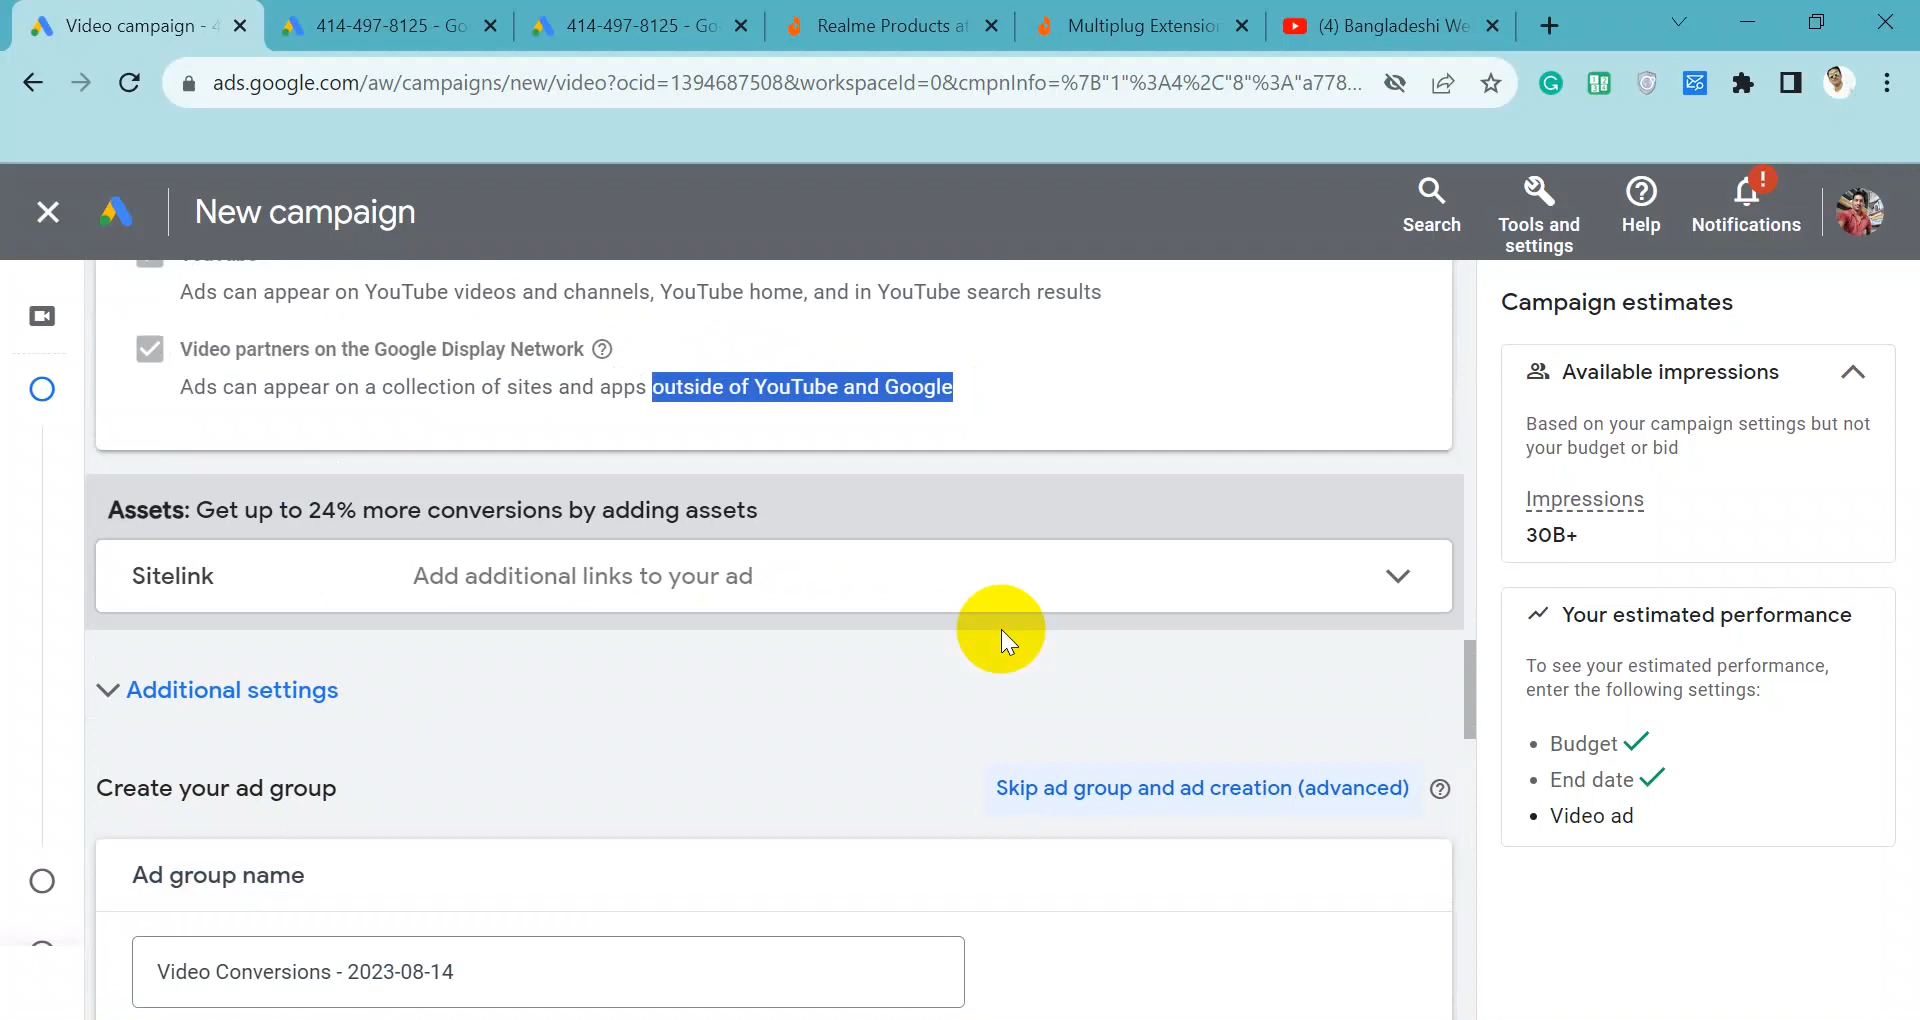 Video campaign - 4
414-497-8125 - Go
414-497-8125 - Go
Realme Products at
Multiplug Extension
(4) Bangladeshi We
ads.google.com/aw/campaigns/new/video?ocid=1394687508&workspaceId=0&cmpnInfo=%7B"1"%3A4%2C"8"%3A"a778...
New campaign
Search
Tools and
settings
Help
Notifications
Ads can appear on YouTube videos and channels, YouTube home, and in YouTube search results
Video partners on the Google Display Network
Ads can appear on a collection of sites and apps outside of YouTube and Google
Assets: Get up to 24% more conversions by adding assets
Sitelink
Add additional links to your ad
Additional settings
Create your ad group
Skip ad group and ad creation (advanced)
Ad group name
Video Conversions - 2023-08-14
Campaign estimates
Available impressions
Based on your campaign settings but not
your budget or bid
Impressions
30B+
Your estimated performance
To see your estimated performance,
enter the following settings:
• Budget
• End date
• Video ad